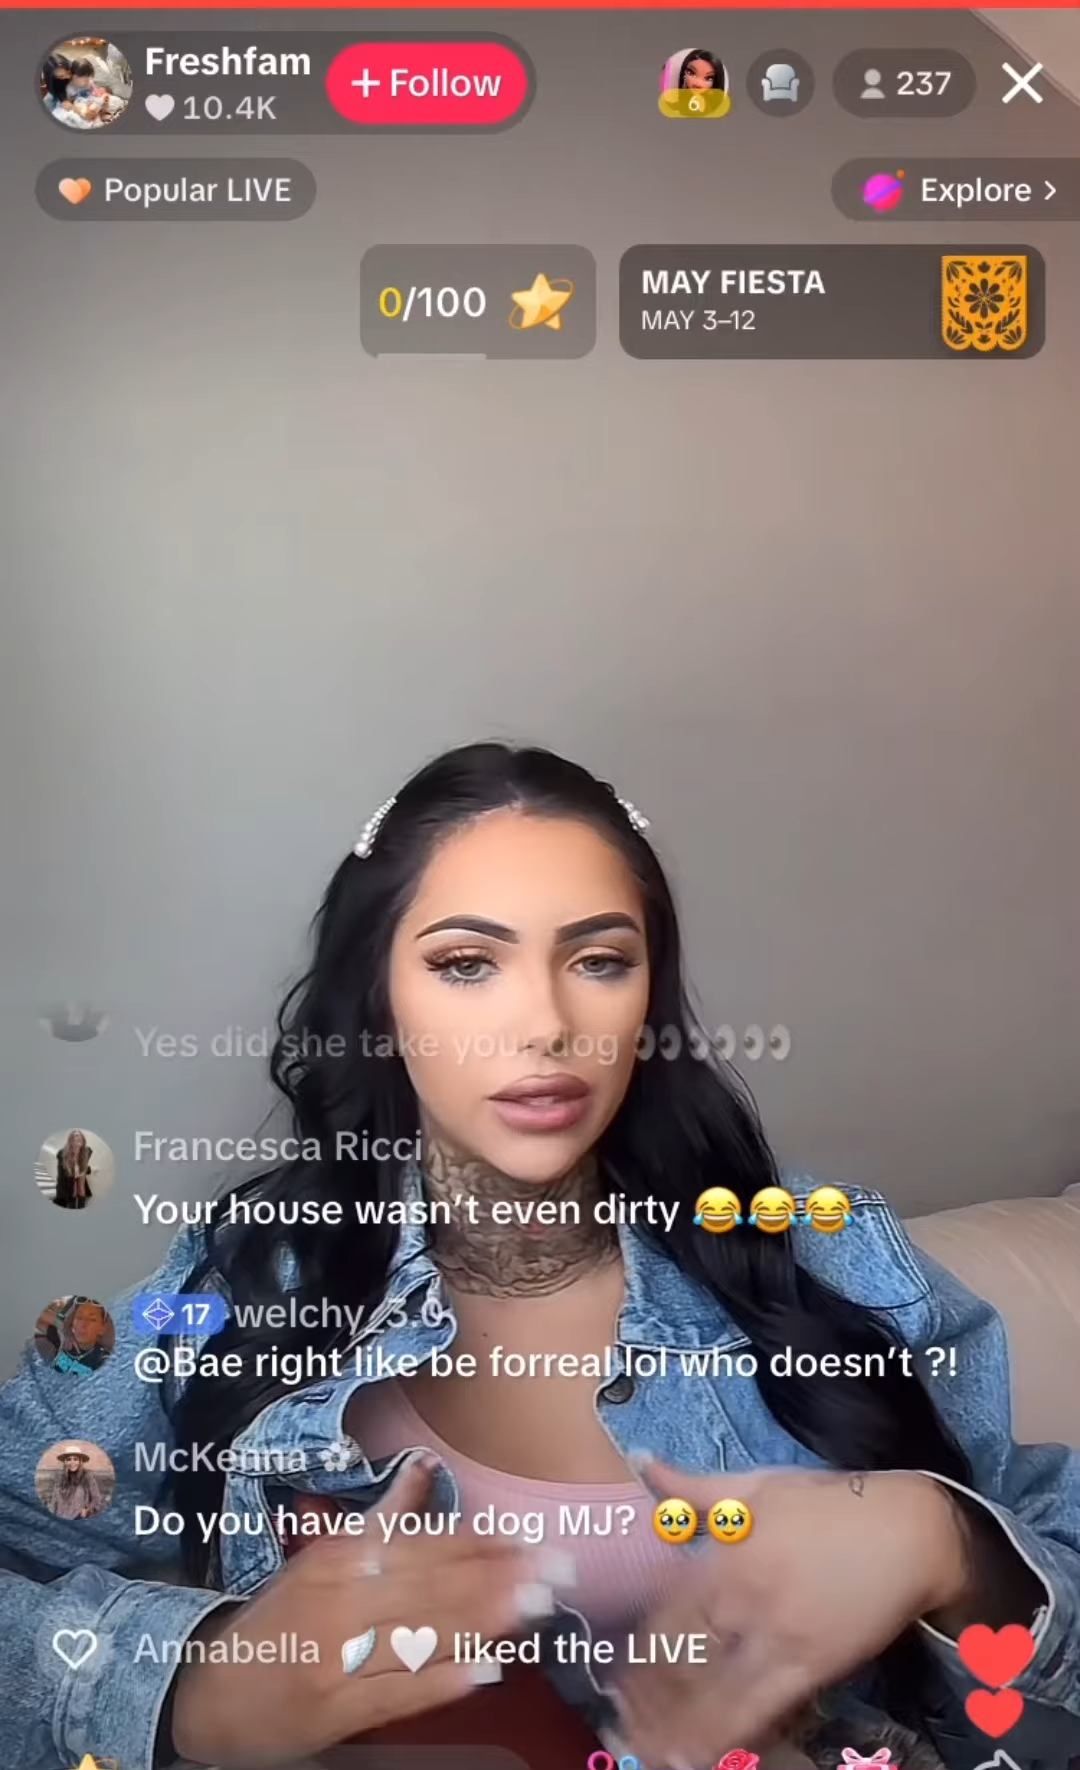 Freshfam
10.4K
+ Follow
6
237
Popular LIVE
Explore >
0/100
MAY FIESTA
MAY 3–12
Yes did she take your dog 👀👀👀
Francesca Ricci
Your house wasn't even dirty 😂😂😂
17 welchy_3.0
@Bae right like be forreal lol who doesn't ?!
McKenna ✿
Do you have your dog MJ? 🥹🥹
Annabella 🪽🤍 liked the LIVE